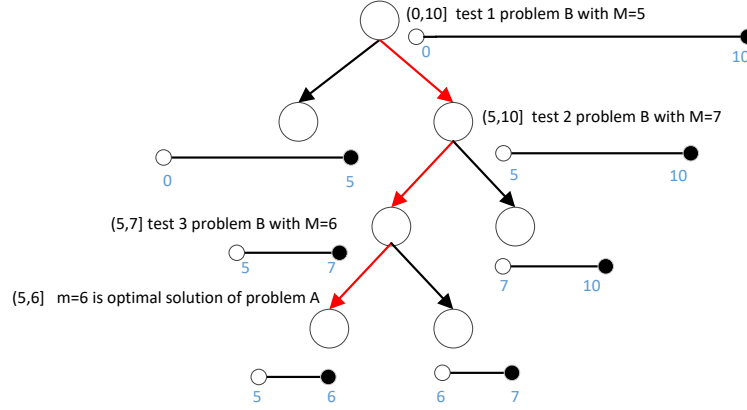 (0,10] test 1 problem B with M=5
0 10
(5,10] test 2 problem B with M=7
0 5
5 10
(5,7] test 3 problem B with M=6
5 7
7 10
(5,6] m=6 is optimal solution of problem A
5 6
6 7